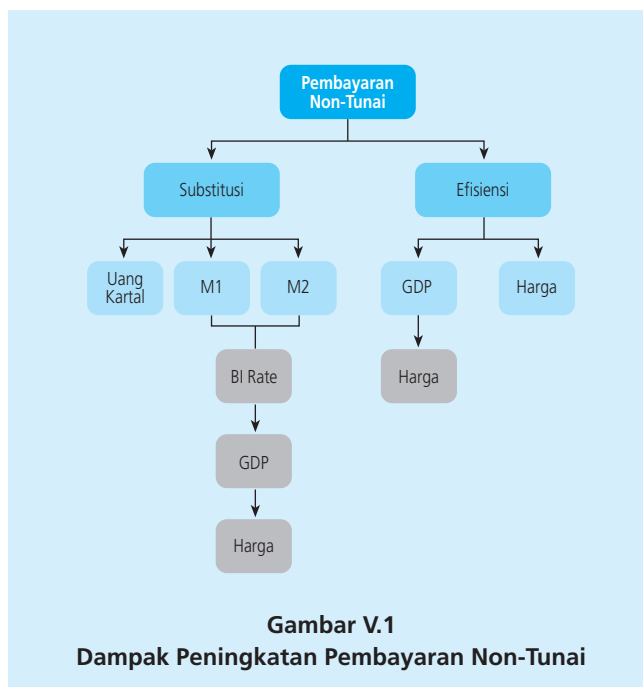 Pembayaran
Non-Tunai
Substitusi
Efisiensi
Uang
Kartal
M1
M2
GDP
Harga
BI Rate
Harga
GDP
Harga
Gambar V.1
Dampak Peningkatan Pembayaran Non-Tunai